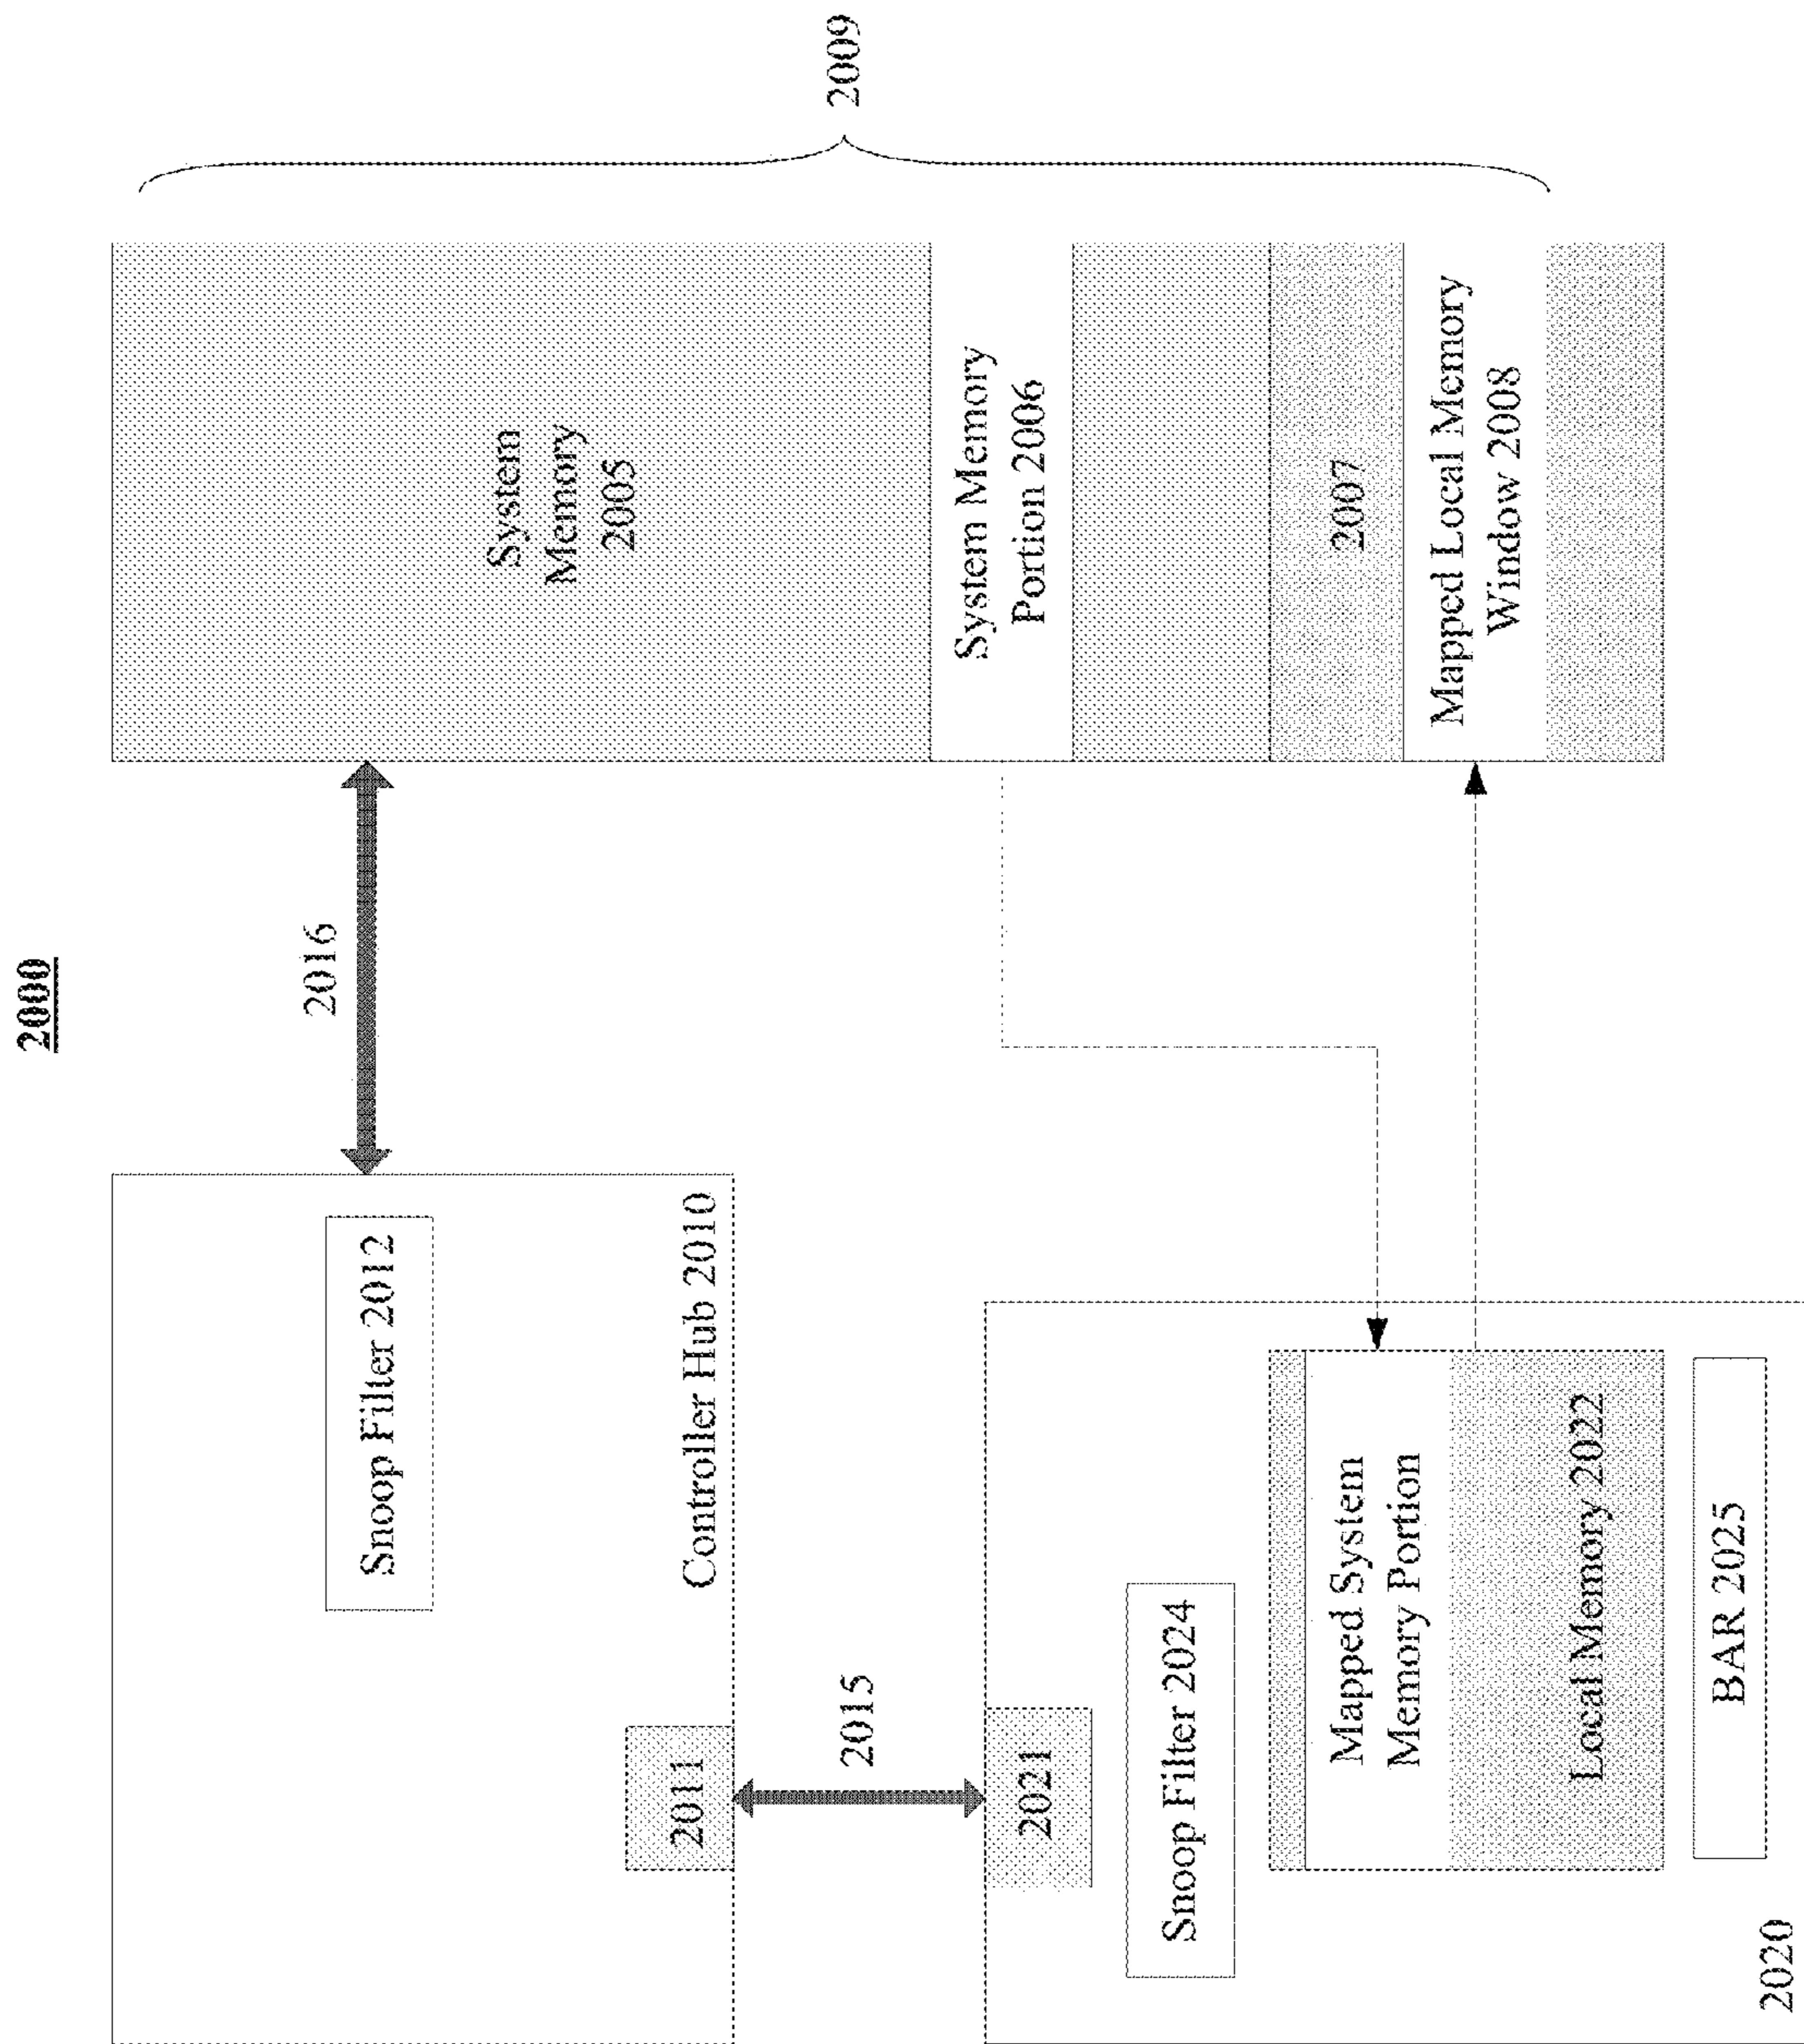 2000
Snoop Filter 2012
Controller Hub 2010
2011
2016
System
Memory
2005
System Memory
Portion 2006
2007
Mapped Local Memory
Window 2008
2009
2015
2021
Snoop Filter 2024
Mapped System
Memory Portion
Local Memory 2022
BAR 2025
2020